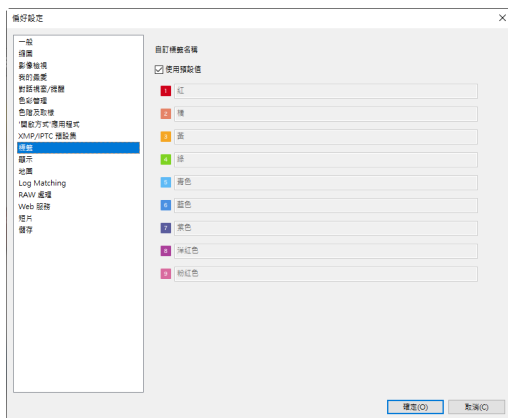 偏好設定
一般
縮圖
影像檢視
我的最愛
對話視窗/提醒
色彩管理
色階及取樣
'開啟方式'應用程式
XMP/IPTC 預設集
標籤
顯示
地圖
Log Matching
RAW 處理
Web 服務
短片
儲存
自訂標籤名稱
使用預設值
1 紅
2 橙
3 黃
4 綠
5 青色
6 藍色
7 紫色
8 洋紅色
9 粉紅色
確定(O)
取消(C)